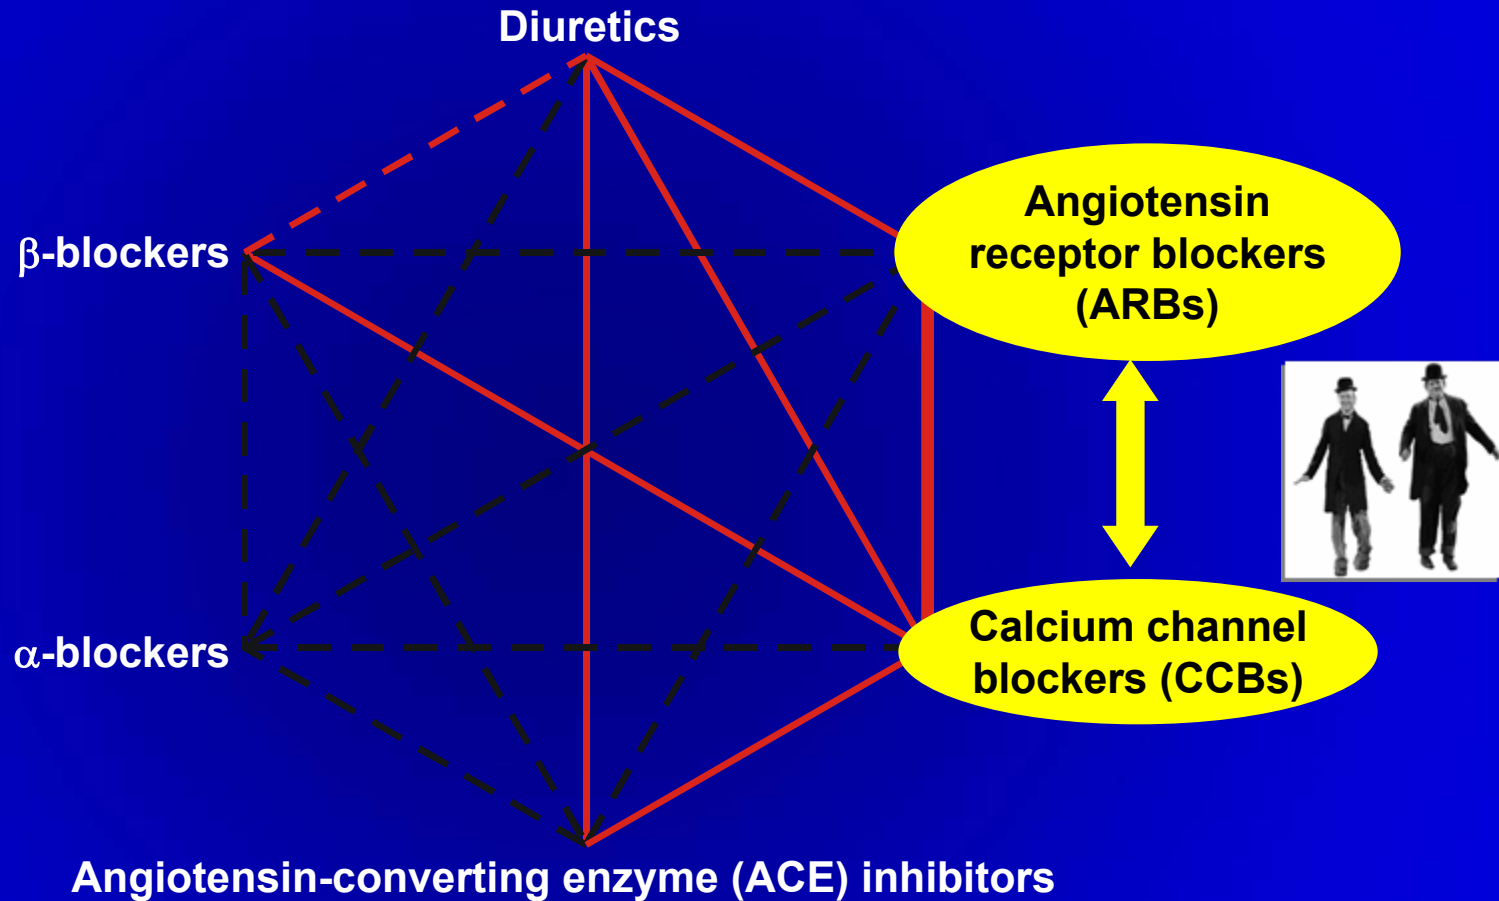 Diuretics
Angiotensin
receptor blockers
(ARBs)
β-blockers
Calcium channel
blockers (CCBs)
α-blockers
Angiotensin-converting enzyme (ACE) inhibitors